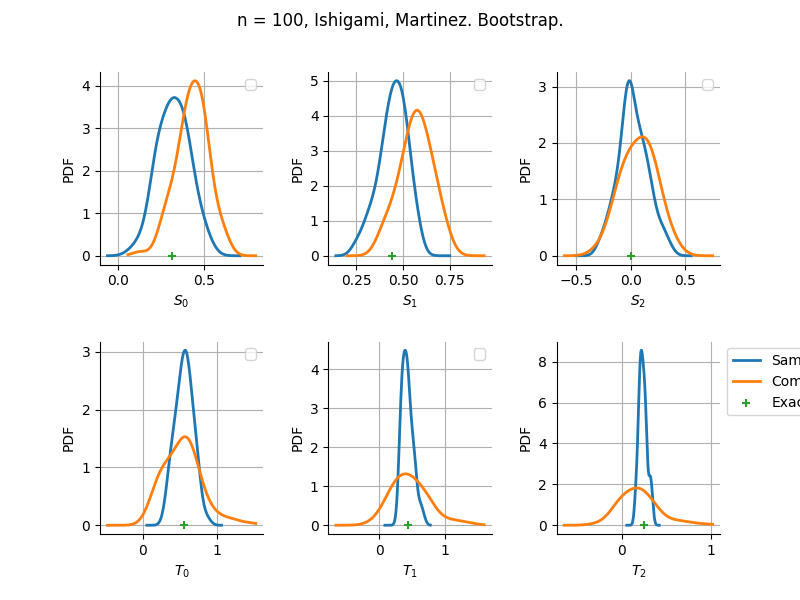 n = 100, Ishigami, Martinez. Bootstrap.
PDF
4
3
2
1
0
0.0 0.5
S0
PDF
5
4
3
2
1
0
0.25 0.50 0.75
S1
PDF
3
2
1
0
−0.5 0.0 0.5
S2
PDF
3
2
1
0
0 1
T0
PDF
4
3
2
1
0
0 1
T1
PDF
8
6
4
2
0
0 1
T2
Sam
Com
Exac